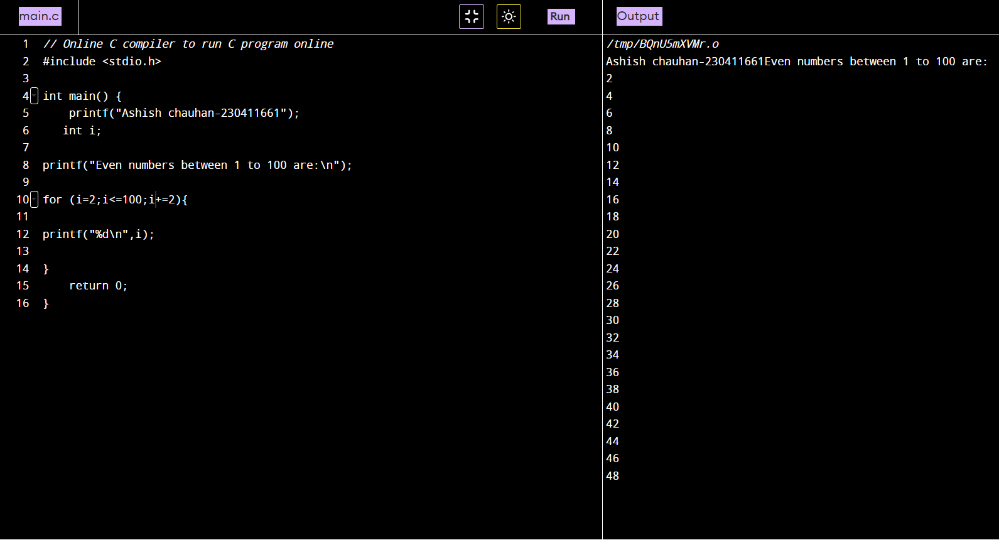 main.c
Run
Output
1 // Online C compiler to run C program online
2 #include <stdio.h>
3
4 int main() {
5     printf("Ashish chauhan-230411661");
6    int i;
7
8 printf("Even numbers between 1 to 100 are:\n");
9
10 for (i=2;i<=100;i+=2){
11
12 printf("%d\n",i);
13
14 }
15     return 0;
16 }
/tmp/BQnU5mXVMr.o
Ashish chauhan-230411661Even numbers between 1 to 100 are:
2
4
6
8
10
12
14
16
18
20
22
24
26
28
30
32
34
36
38
40
42
44
46
48